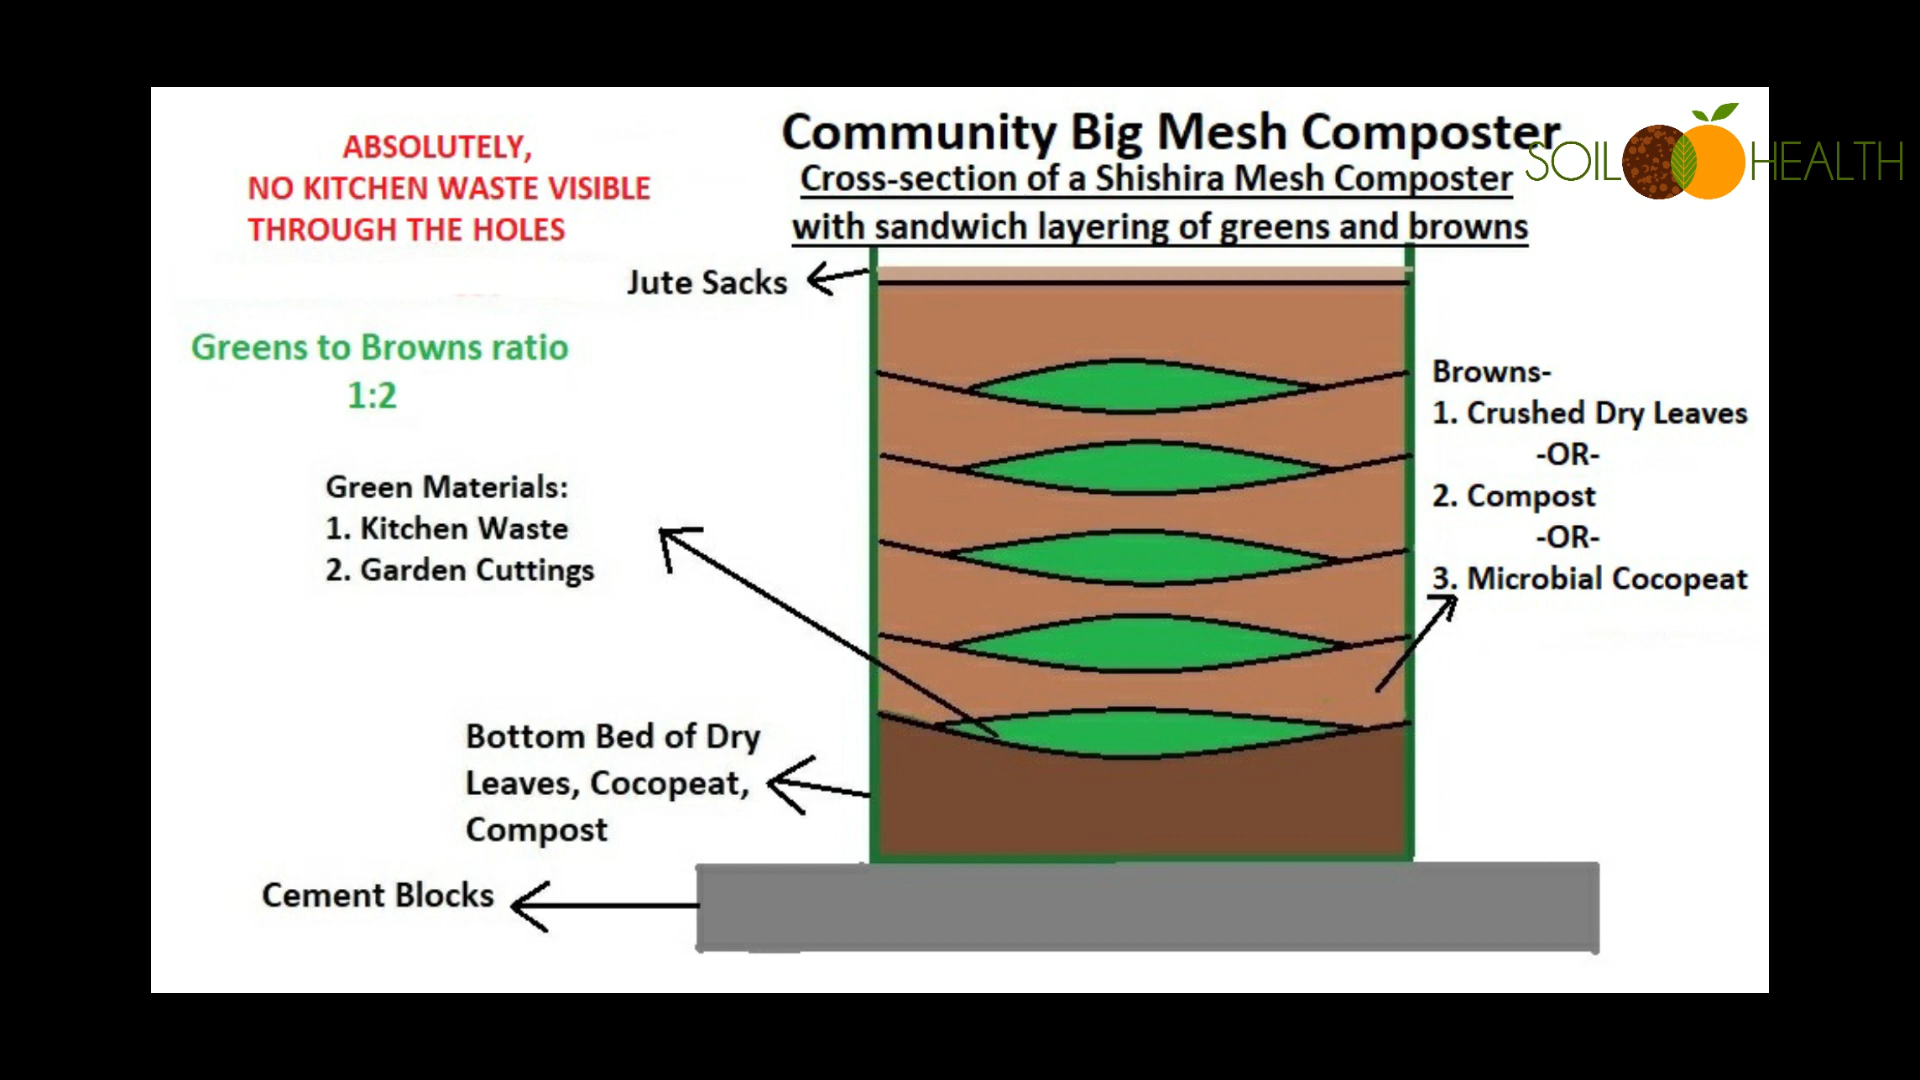 Community Big Mesh Composter
Cross-section of a Shishira Mesh Composter
with sandwich layering of greens and browns
SOIL HEALTH
ABSOLUTELY,
NO KITCHEN WASTE VISIBLE
THROUGH THE HOLES
Jute Sacks
Greens to Browns ratio
1:2
Green Materials:
1. Kitchen Waste
2. Garden Cuttings
Browns-
1. Crushed Dry Leaves
-OR-
2. Compost
-OR-
3. Microbial Cocopeat
Bottom Bed of Dry
Leaves, Cocopeat,
Compost
Cement Blocks